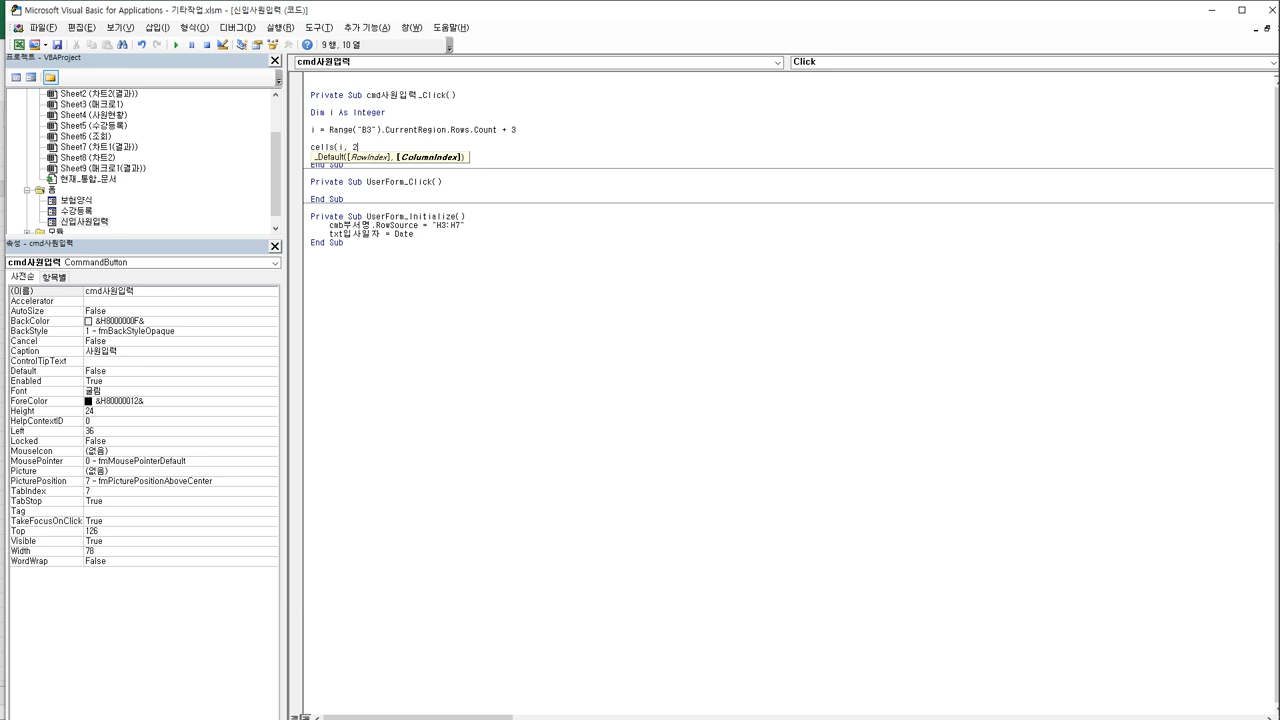 Microsoft Visual Basic for Applications - 기타작업.xlsm - [신입사원입력 (코드)]
파일(F) 편집(E) 보기(V) 삽입(I) 형식(O) 디버그(D) 실행(R) 도구(T) 추가 기능(A) 창(W) 도움말(H)
9 행, 10 열
프로젝트 - VBAProject
Sheet2 (차트2(결과))
Sheet3 (매크로1)
Sheet4 (사원현황)
Sheet5 (수강등록)
Sheet6 (조회)
Sheet7 (차트1(결과))
Sheet8 (차트2)
Sheet9 (매크로1(결과))
현재_통합_문서
폼
보험양식
수강등록
신입사원입력
모듈
속성 - cmd사원입력
cmd사원입력 CommandButton
사전순 항목별
(이름) cmd사원입력
Accelerator
AutoSize False
BackColor &H8000000F&
BackStyle 1 - fmBackStyleOpaque
Cancel False
Caption 사원입력
ControlTipText
Default False
Enabled True
Font 굴림
ForeColor &H80000012&
Height 24
HelpContextID 0
Left 36
Locked False
MouseIcon (없음)
MousePointer 0 - fmMousePointerDefault
Picture (없음)
PicturePosition 7 - fmPicturePositionAboveCenter
TabIndex 7
TabStop True
Tag
TakeFocusOnClick True
Top 126
Visible True
Width 78
WordWrap False
cmd사원입력 Click
Private Sub cmd사원입력_Click()
Dim i As Integer
i = Range("B3").CurrentRegion.Rows.Count + 3
cells(i, 2
_Default([RowIndex], [ColumnIndex])
End Sub
Private Sub UserForm_Click()
End Sub
Private Sub UserForm_Initialize()
cmb부서명.RowSource = "H3:H7"
txt입사일자 = Date
End Sub